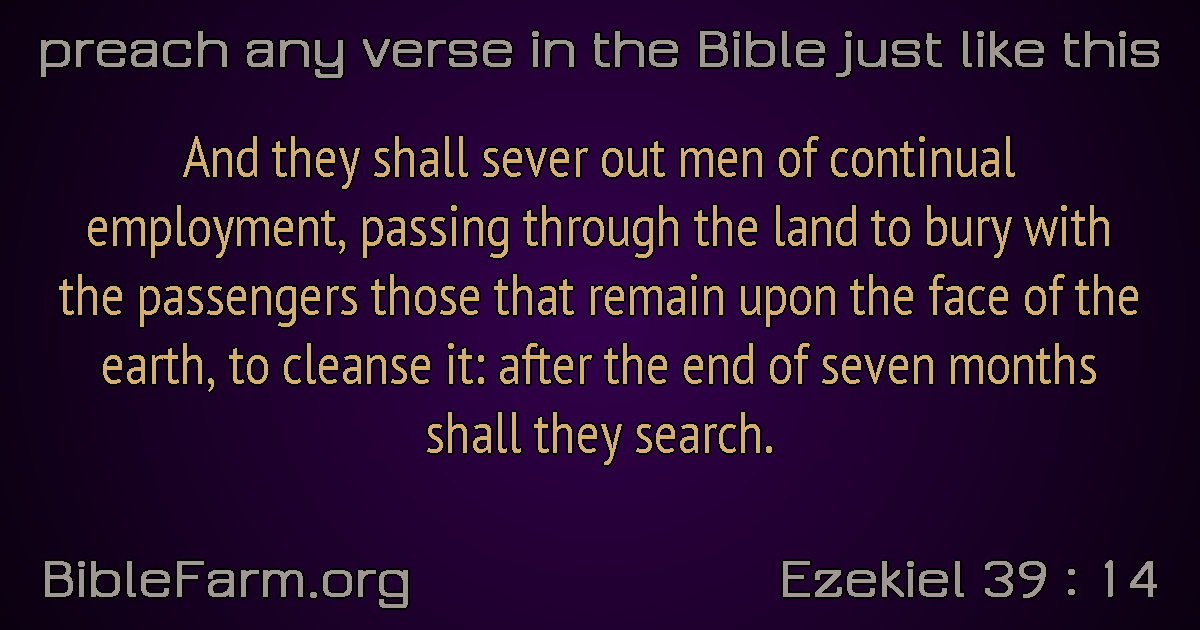 preach any verse in the Bible just like this
And they shall sever out men of continual
employment, passing through the land to bury with
the passengers those that remain upon the face of the
earth, to cleanse it: after the end of seven months
shall they search.
BibleFarm.org
Ezekiel 39 : 14